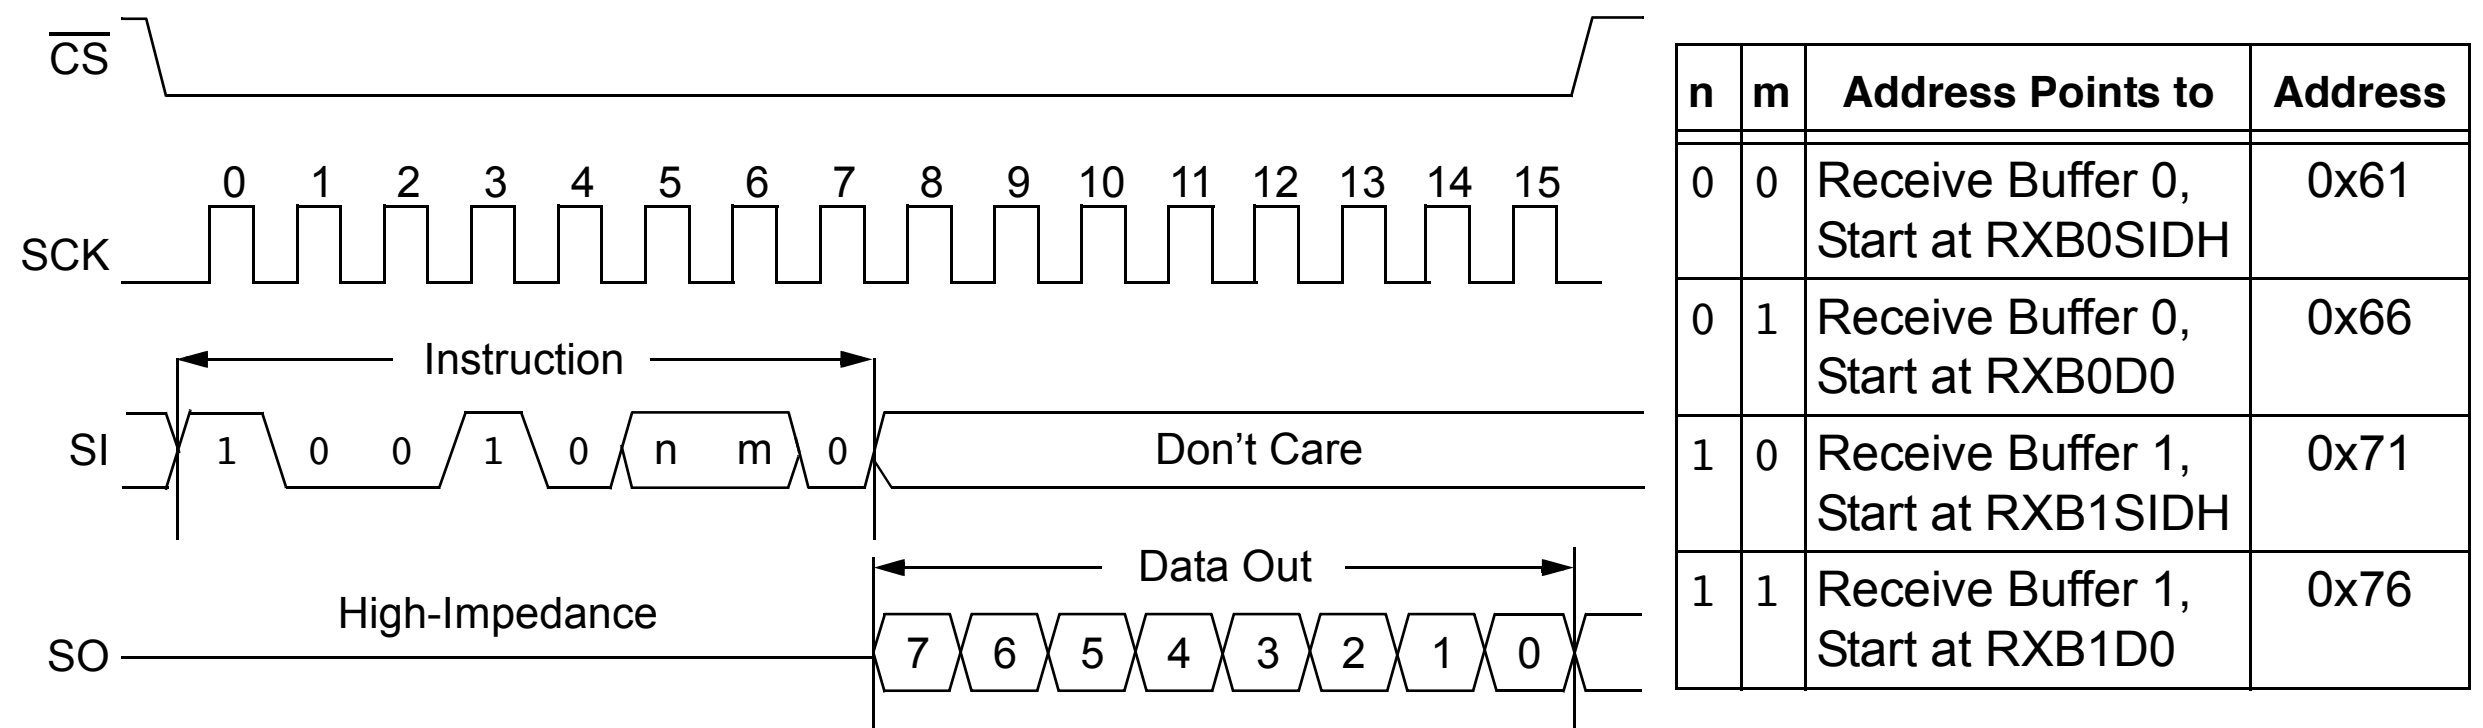 CS
0 1 2 3 4 5 6 7 8 9 10 11 12 13 14 15
SCK
Instruction
SI 1 0 0 1 0 n m 0 Don't Care
Data Out
High-Impedance
SO 7 6 5 4 3 2 1 0
n m Address Points to Address
0 0 Receive Buffer 0, 0x61
Start at RXB0SIDH
0 1 Receive Buffer 0, 0x66
Start at RXB0D0
1 0 Receive Buffer 1, 0x71
Start at RXB1SIDH
1 1 Receive Buffer 1, 0x76
Start at RXB1D0